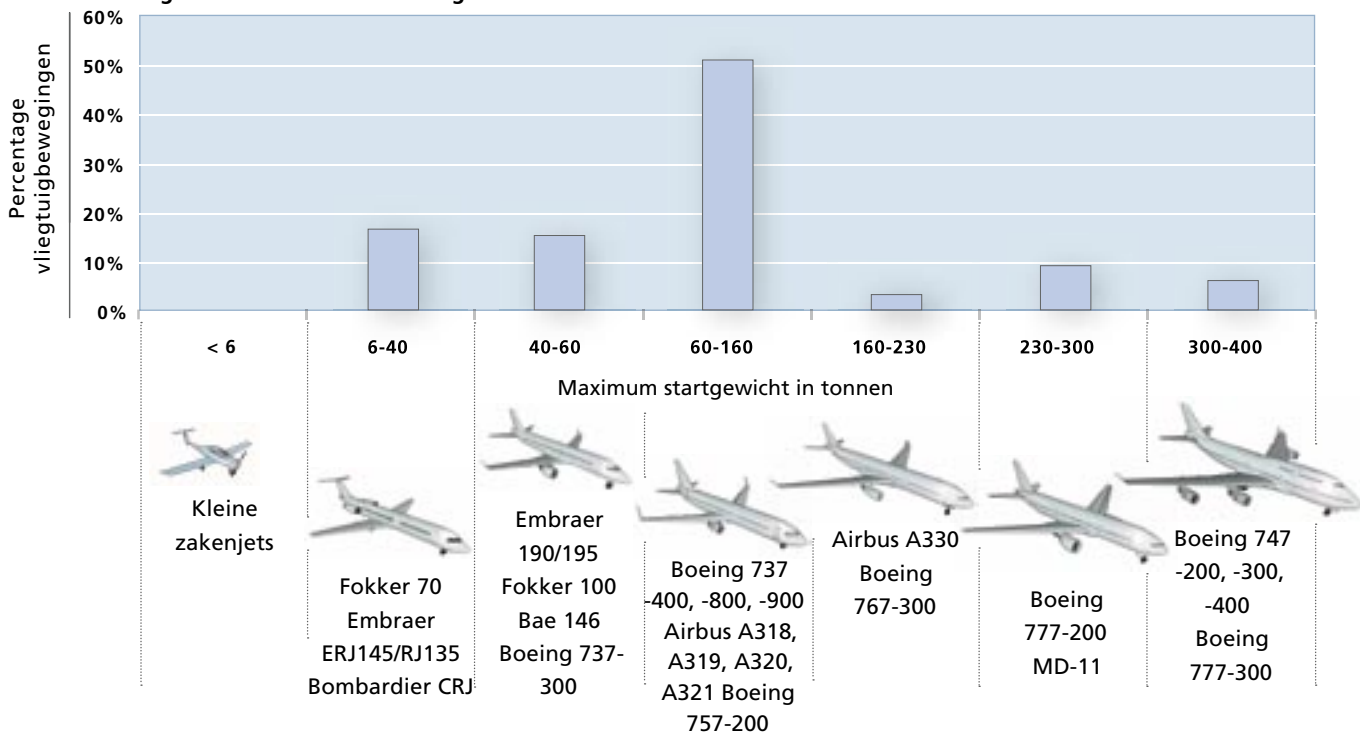 60%
50%
40%
30%
20%
10%
0%
Percentage
vliegtuigbewegingen
< 6
6-40
40-60
60-160
160-230
230-300
300-400
Maximum startgewicht in tonnen
Kleine
zakenjets
Fokker 70
Embraer
ERJ145/RJ135
Bombardier CRJ
Embraer
190/195
Fokker 100
Bae 146
Boeing 737-
300
Boeing 737
-400, -800, -900
Airbus A318,
A319, A320,
A321 Boeing
757-200
Airbus A330
Boeing
767-300
Boeing
777-200
MD-11
Boeing 747
-200, -300,
-400
Boeing
777-300